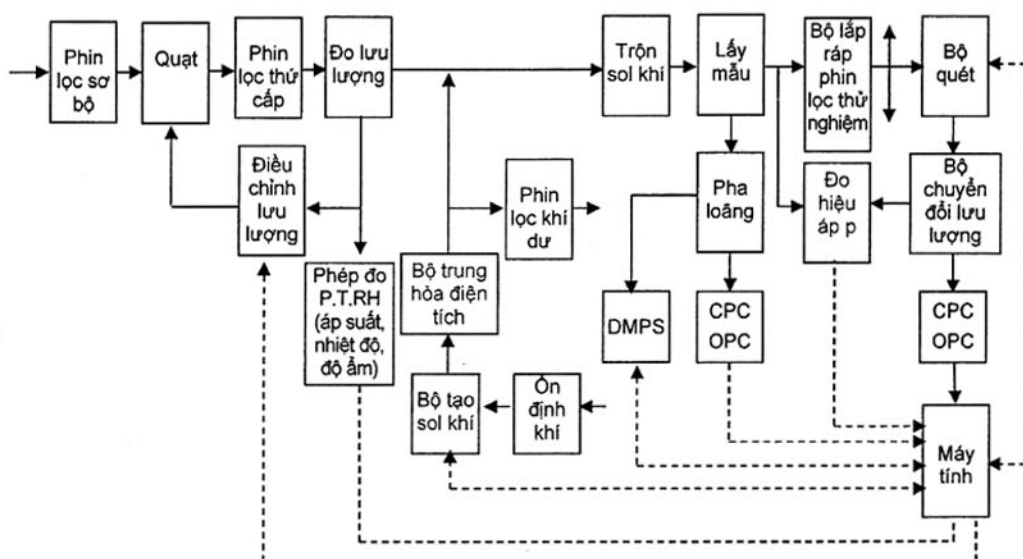 Phin
lọc sơ
bộ
Quạt
Phin
lọc thứ
cấp
Đo lưu
lượng
Trộn
sol khí
Lấy
mẫu
Bộ lắp
ráp
phin
lọc thử
nghiệm
Bộ
quét
Điều
chỉnh
lưu
lượng
Phin
lọc khí
dư
Pha
loãng
Đo
hiệu
áp p
Bộ
chuyển
đổi lưu
lượng
Phép đo
P.T.RH
(áp suất,
nhiệt độ,
độ ẩm)
Bộ trung
hòa điện
tích
DMPS
CPC
OPC
CPC
OPC
Bộ tạo
sol khí
Ôn
định
khí
Máy
tính